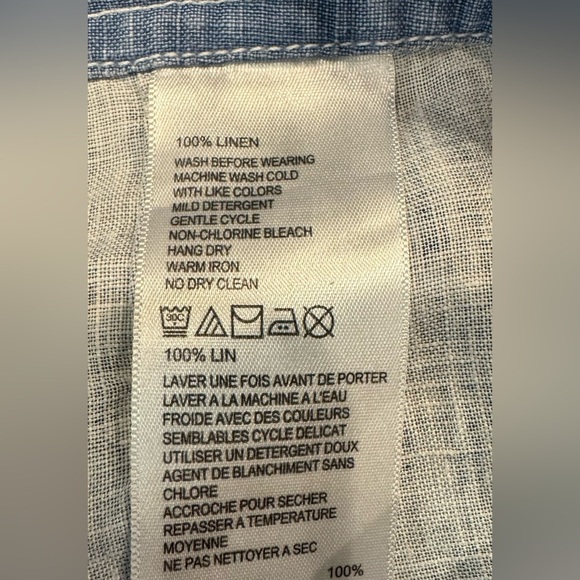 100% LINEN
WASH BEFORE WEARING
MACHINE WASH COLD
WITH LIKE COLORS
MILD DETERGENT
GENTLE CYCLE
NON-CHLORINE BLEACH
HANG DRY
WARM IRON
NO DRY CLEAN
30C
100% LIN
LAVER UNE FOIS AVANT DE PORTER
LAVER A LA MACHINE A L'EAU
FROIDE AVEC DES COULEURS
SEMBLABLES CYCLE DELICAT
UTILISER UN DETERGENT DOUX
AGENT DE BLANCHIMENT SANS
CHLORE
ACCROCHE POUR SECHER
REPASSER A TEMPERATURE
MOYENNE
NE PAS NETTOYER A SEC
100%